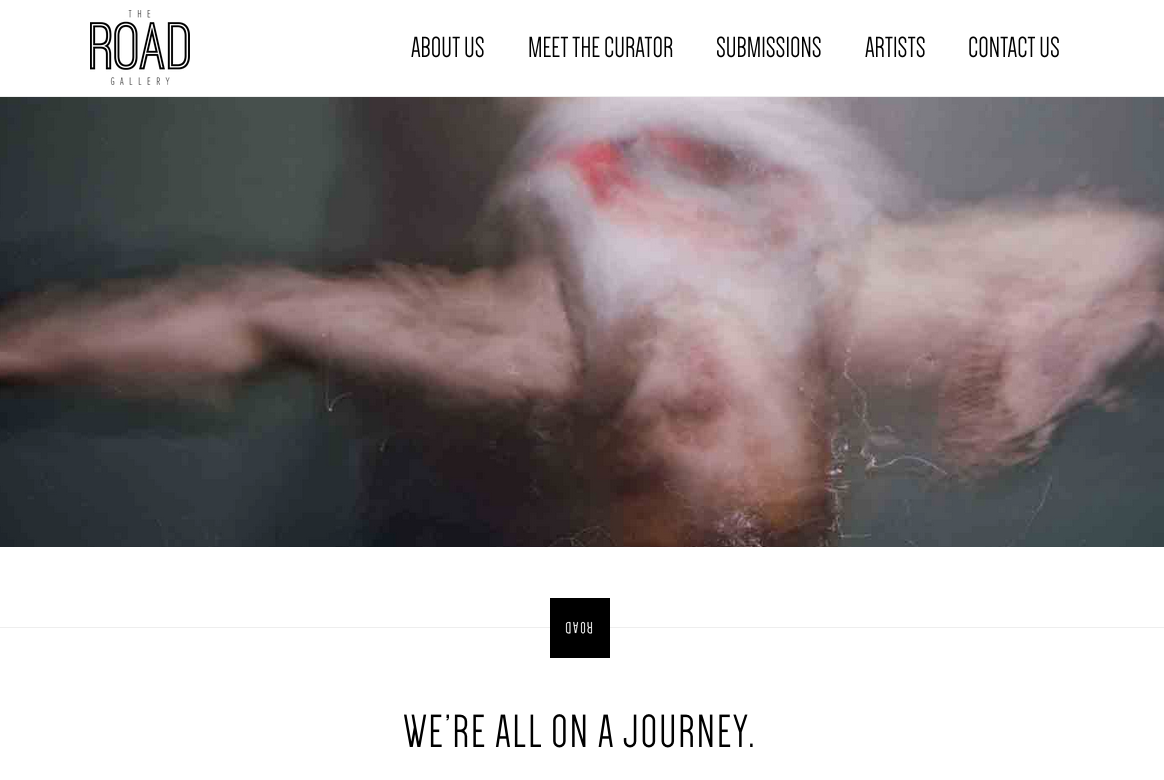 THE
ROAD
GALLERY
ABOUT US MEET THE CURATOR SUBMISSIONS ARTISTS CONTACT US
ROAD
WE'RE ALL ON A JOURNEY.